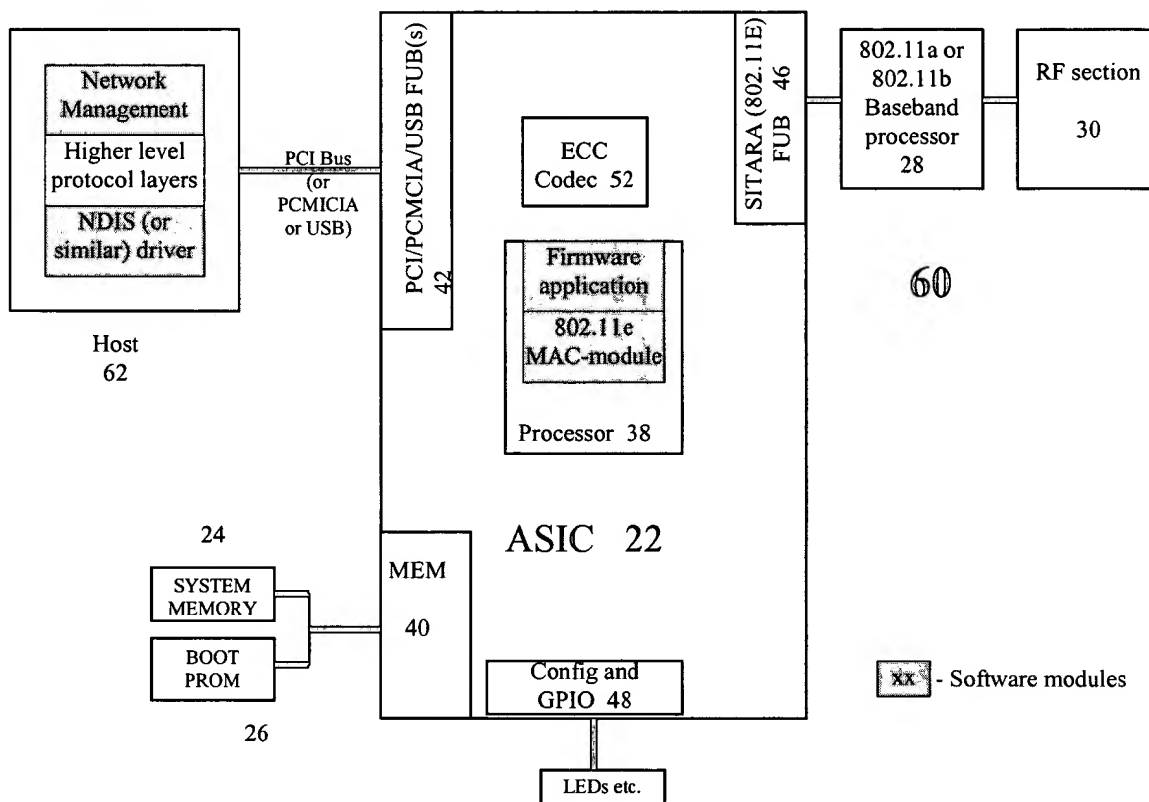 Network
Management
Higher level
protocol layers
NDIS (or
similar) driver
Host
62
PCI Bus
(or
PCMICIA
or USB)
PCI/PCMCIA/USB FUB(s)
42
ECC
Codec 52
Firmware
application
802.11e
MAC-module
Processor 38
SITARA (802.11E)
FUB 46
802.11a or
802.11b
Baseband
processor
28
RF section
30
60
ASIC 22
24
SYSTEM
MEMORY
BOOT
PROM
26
MEM
40
Config and
GPIO 48
LEDs etc.
xx - Software modules